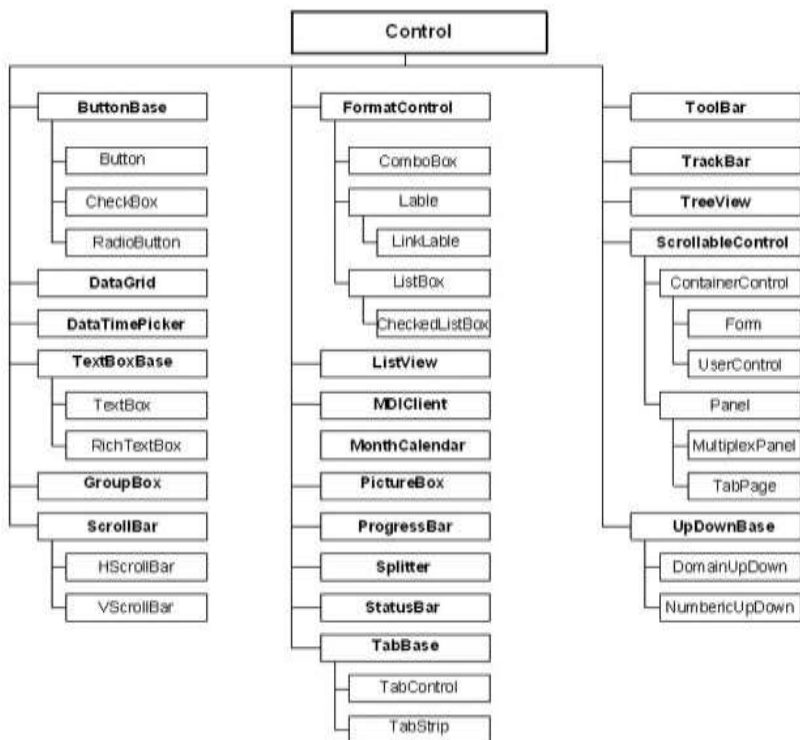 Control
ButtonBase
Button
CheckBox
RadioButton
DataGrid
DataTimePicker
TextBoxBase
TextBox
RichTextBox
GroupBox
ScrollBar
HScrollBar
VScrollBar
FormatControl
ComboBox
Lable
LinkLable
ListBox
CheckedListBox
ListView
MDIClient
MonthCalendar
PictureBox
ProgressBar
Splitter
StatusBar
TabBase
TabControl
TabStrip
ToolBar
TrackBar
TreeView
ScrollableControl
ContainerControl
Form
UserControl
Panel
MultiplexPanel
TabPage
UpDownBase
DomainUpDown
NumbericUpDown